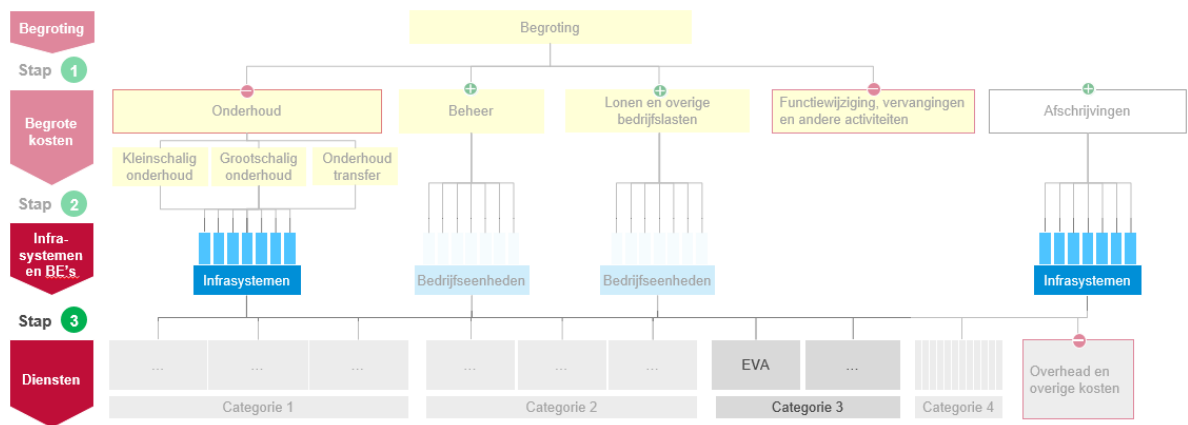 Begroting
Begroting
Stap 1
Begrote
kosten
Onderhoud
Beheer
Lonen en overige
bedrijfslasten
Functiewijziging, vervangingen
en andere activiteiten
Afschrijvingen
Kleinschalig
onderhoud
Grootschalig
onderhoud
Onderhoud
transfer
Stap 2
Infra-
systemen
en BE's
Infrasystemen
Bedrijfseenheden
Bedrijfseenheden
Infrasystemen
Stap 3
Diensten
...
...
...
...
...
...
EVA
...
Overhead en
overige kosten
Categorie 1
Categorie 2
Categorie 3
Categorie 4